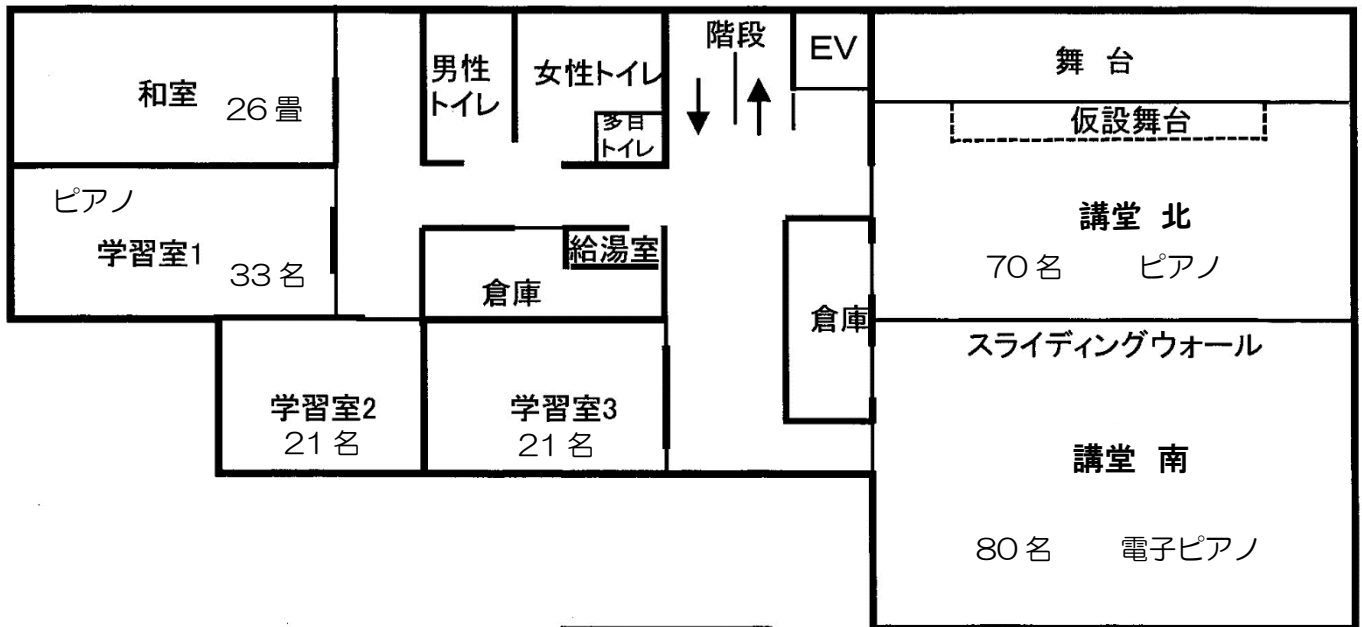 和室 26畳
男性
トイレ
女性トイレ
多目
トイレ
階段
EV
舞 台
仮設舞台
ピアノ
学習室1
33名
給湯室
倉庫
倉庫
講堂 北
70名 ピアノ
スライディングウォール
学習室2
21名
学習室3
21名
講堂 南
80名 電子ピアノ